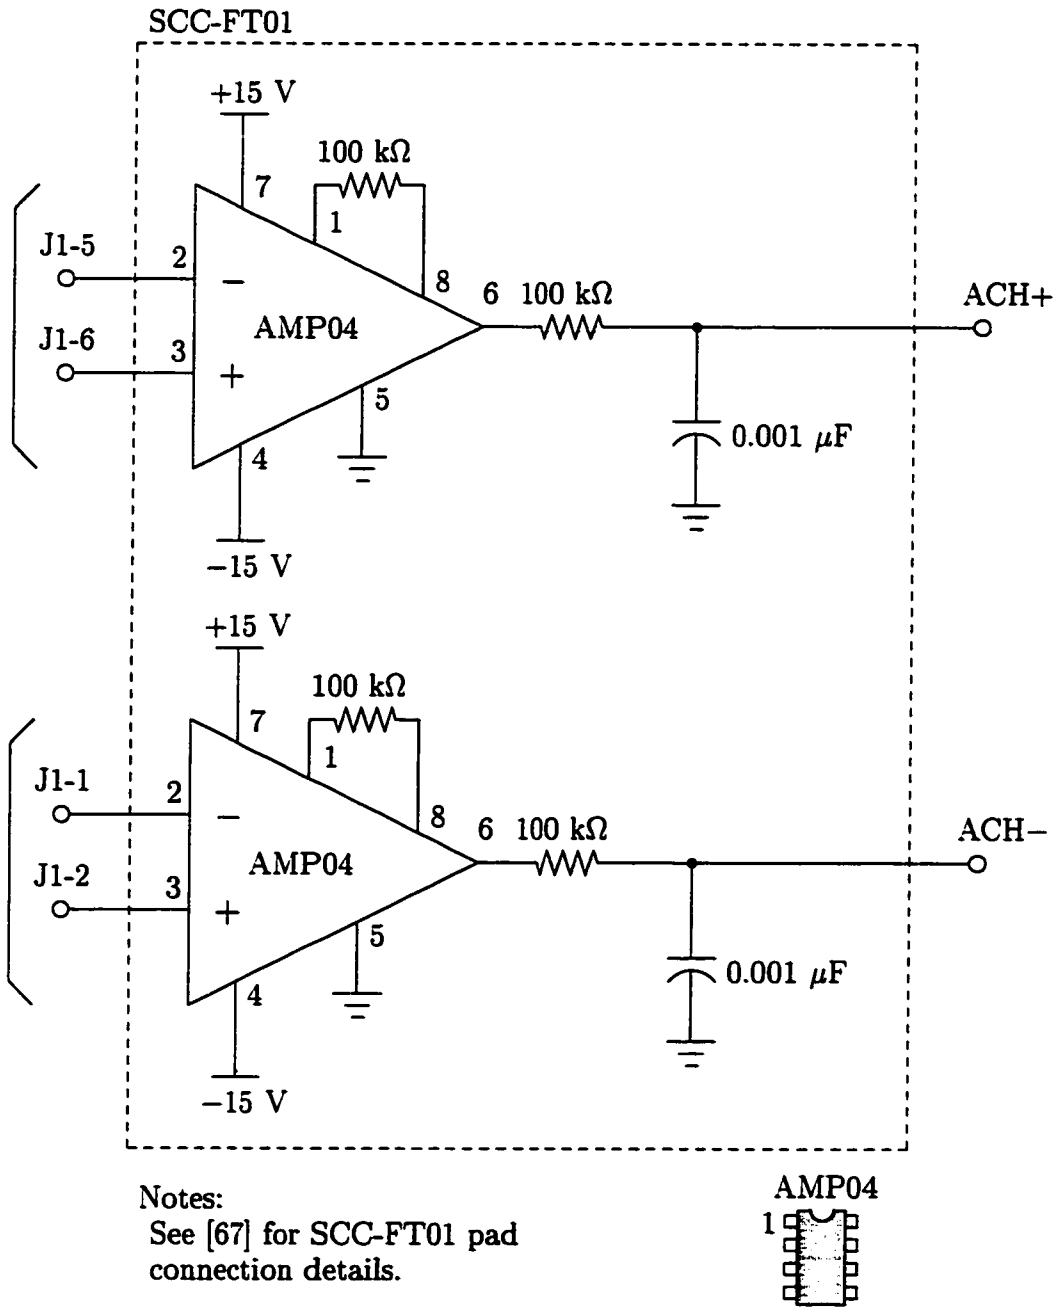 SCC-FT01
+15 V
100 kΩ
7
1
J1-5
2
−
8
6
100 kΩ
ACH+
AMP04
J1-6
3
+
5
0.001 μF
4
−15 V
+15 V
100 kΩ
7
1
J1-1
2
−
8
6
100 kΩ
ACH−
AMP04
J1-2
3
+
5
0.001 μF
4
−15 V
Notes:
See [67] for SCC-FT01 pad
connection details.
AMP04
1